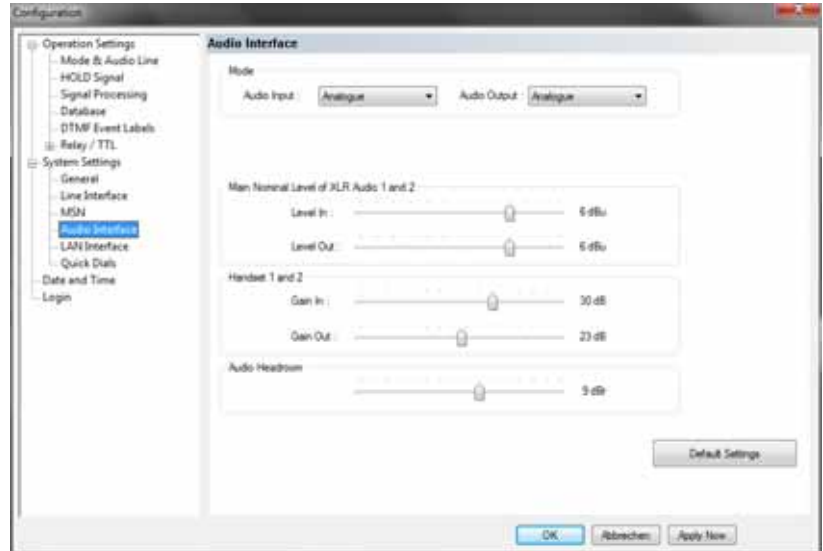 Configuration
Operation Settings
Mode & Audio Line
HOLD Signal
Signal Processing
Database
DTMF Event Labels
Relay / TTL
System Settings
General
Line Interface
MSN
Audio Interface
LAN Interface
Quick Dials
Date and Time
Login
Audio Interface
Mode
Audio Input : Analogue Audio Output : Analogue
Main Nominal Level of XLR Audio 1 and 2
Level In : 6 dBu
Level Out : 6 dBu
Handset 1 and 2
Gain In : 30 dB
Gain Out : 23 dB
Audio Headroom
9 dBr
Default Settings
OK Abbrechen Apply Now